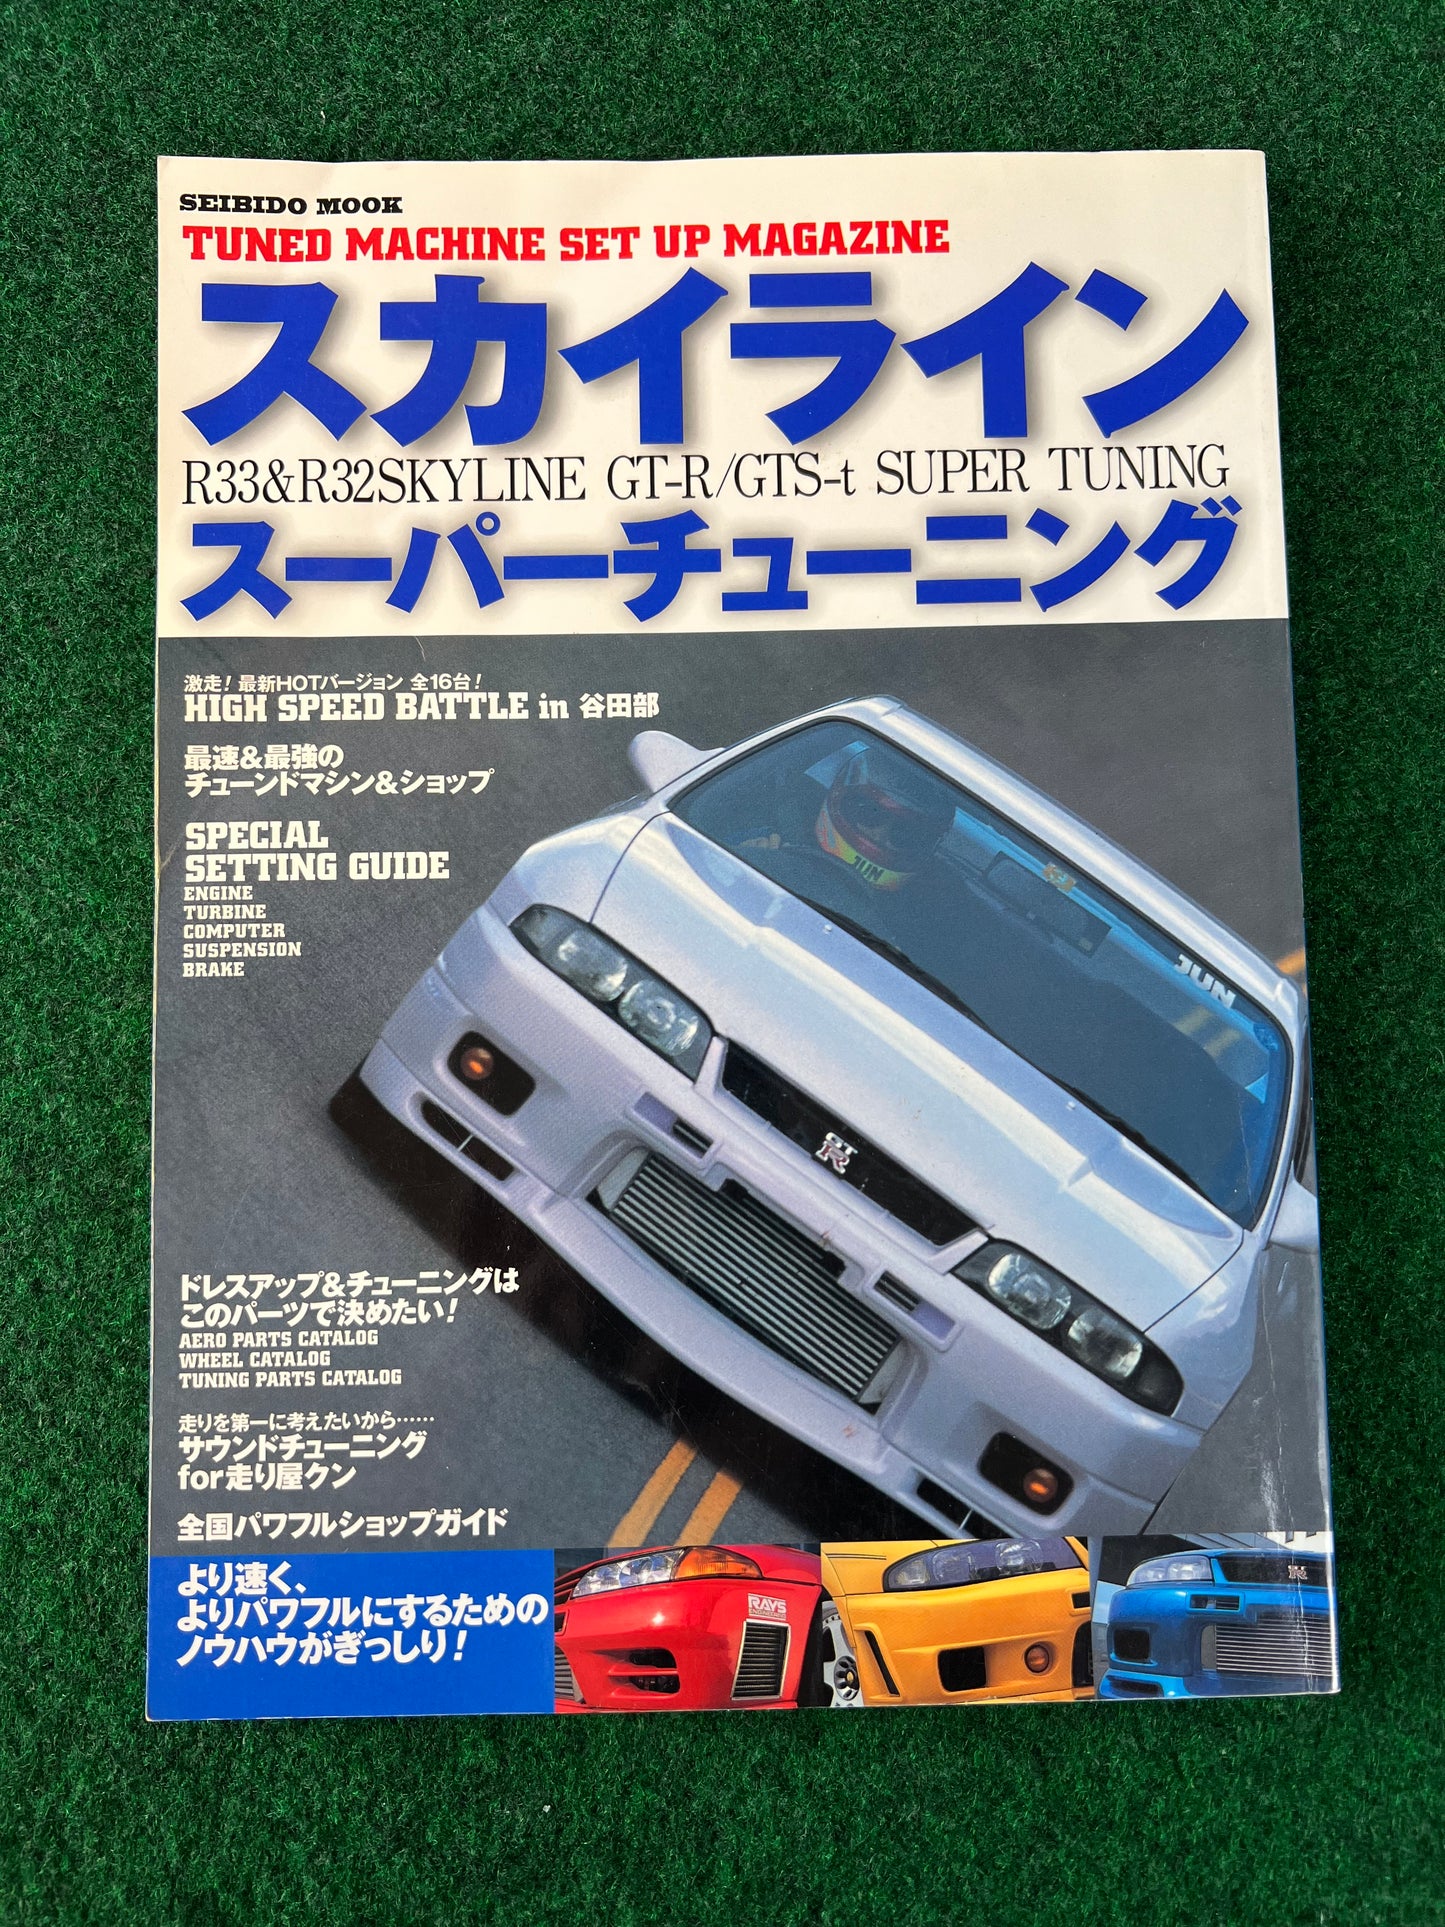 SEIBIDO MOOK
TUNED MACHINE SET UP MAGAZINE
スカイライン
R33&R32SKYLINE GT-R/GTS-t SUPER TUNING
スーパーチューニング
激走！最新HOTバージョン 全16台！
HIGH SPEED BATTLE in 谷田部
最速&最強の
チューンドマシン&ショップ
SPECIAL
SETTING GUIDE
ENGINE
TURBINE
COMPUTER
SUSPENSION
BRAKE
JUN
JUN
GT
R
ドレスアップ&チューニングは
このパーツで決めたい！
AERO PARTS CATALOG
WHEEL CATALOG
TUNING PARTS CATALOG
走りを第一に考えたいから……
サウンドチューニング
for走り屋クン
全国パワフルショップガイド
より速く、
よりパワフルにするための
ノウハウがぎっしり！
RAYS
ENGINEERING
R